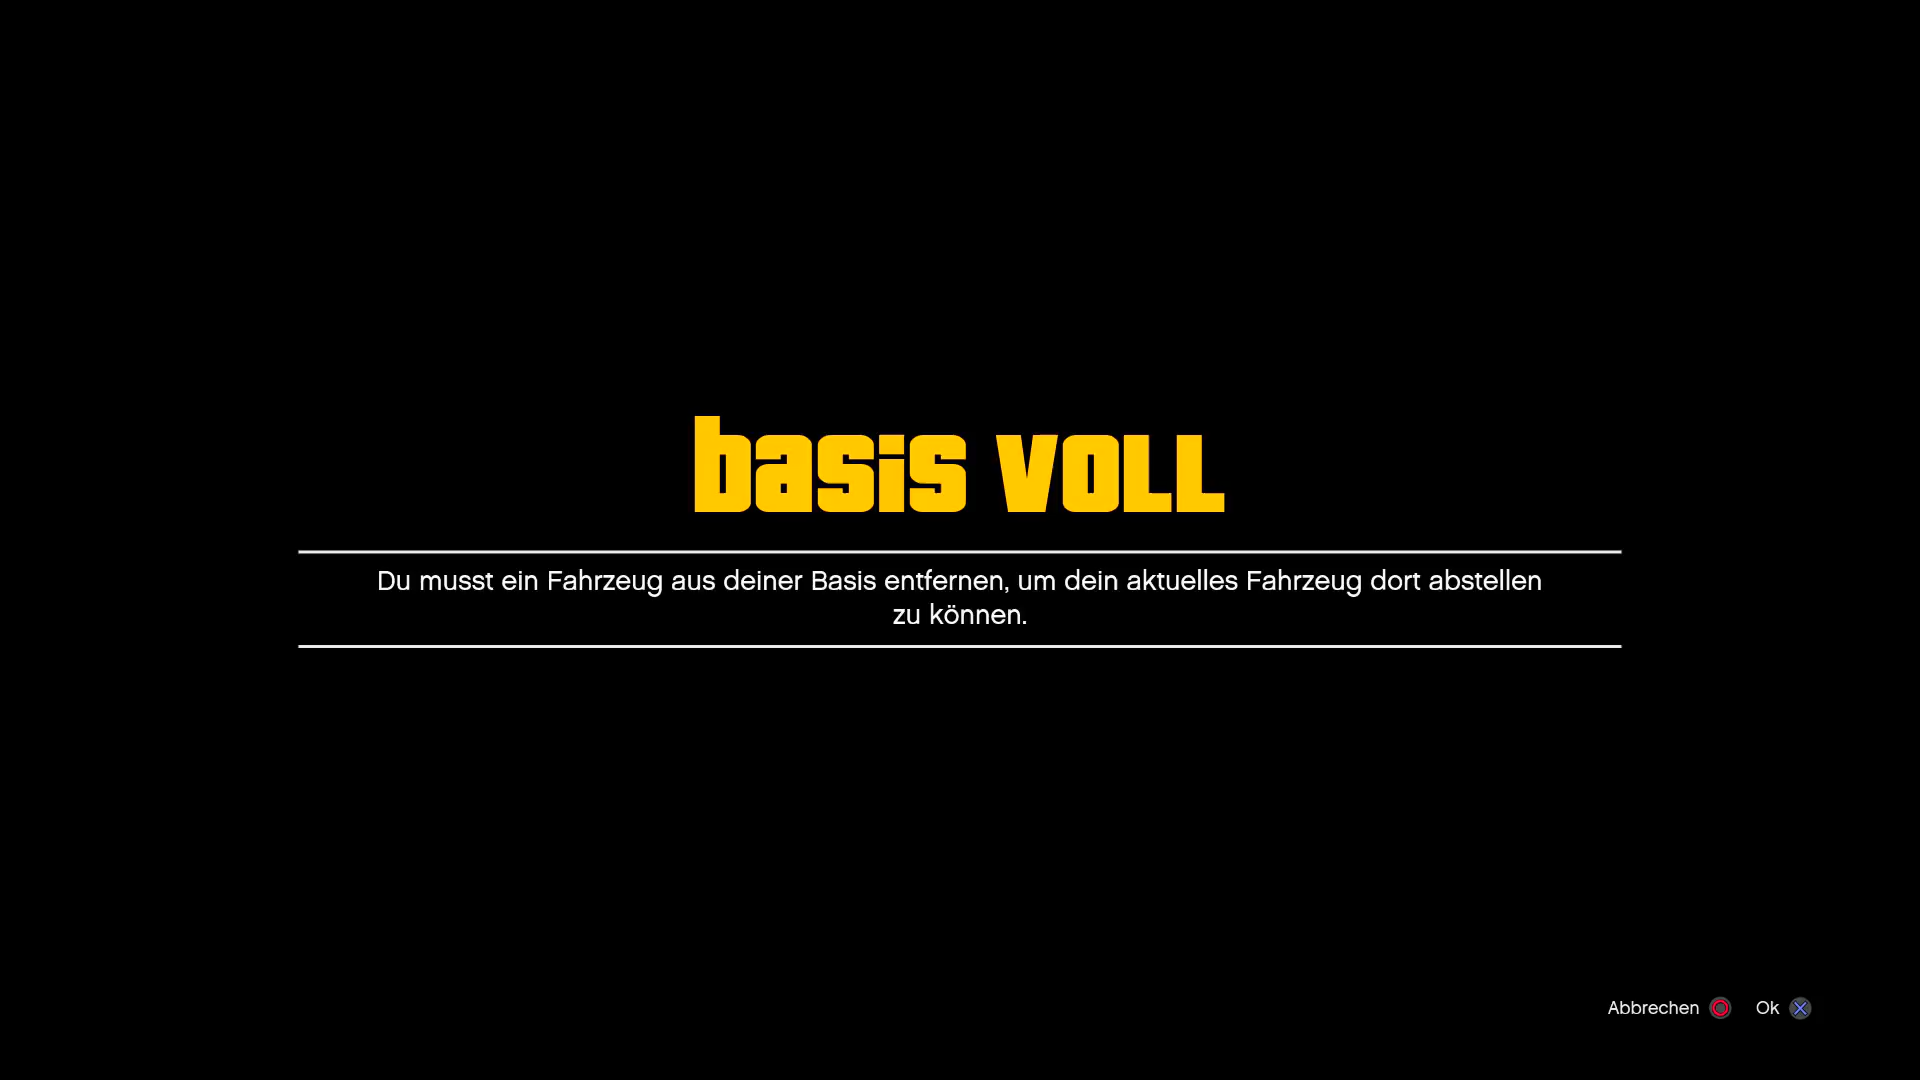 basis voll
Du musst ein Fahrzeug aus deiner Basis entfernen, um dein aktuelles Fahrzeug dort abstellen
zu können.
Abbrechen Ok